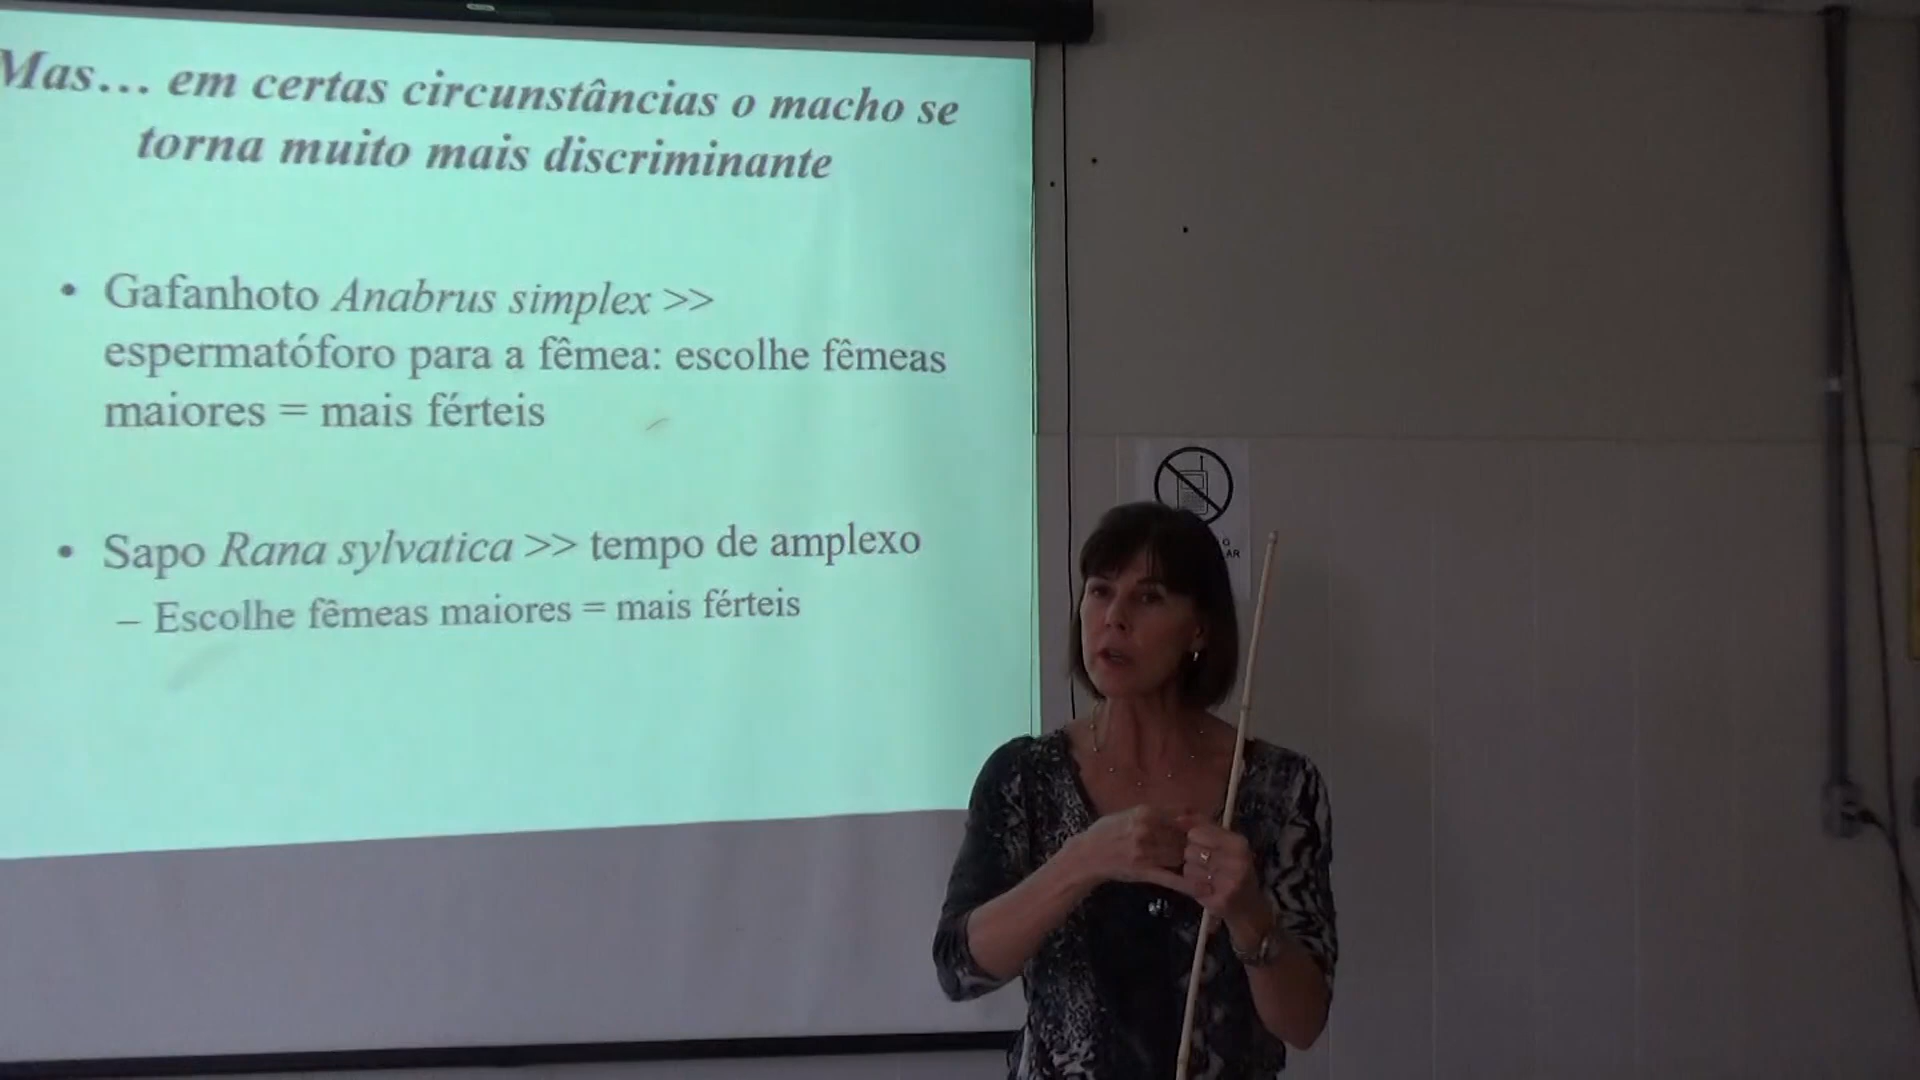 Mas... em certas circunstâncias o macho se
torna muito mais discriminante
• Gafanhoto Anabrus simplex >>
espermatóforo para a fêmea: escolhe fêmeas
maiores = mais férteis
• Sapo Rana sylvatica >> tempo de amplexo
– Escolhe fêmeas maiores = mais férteis